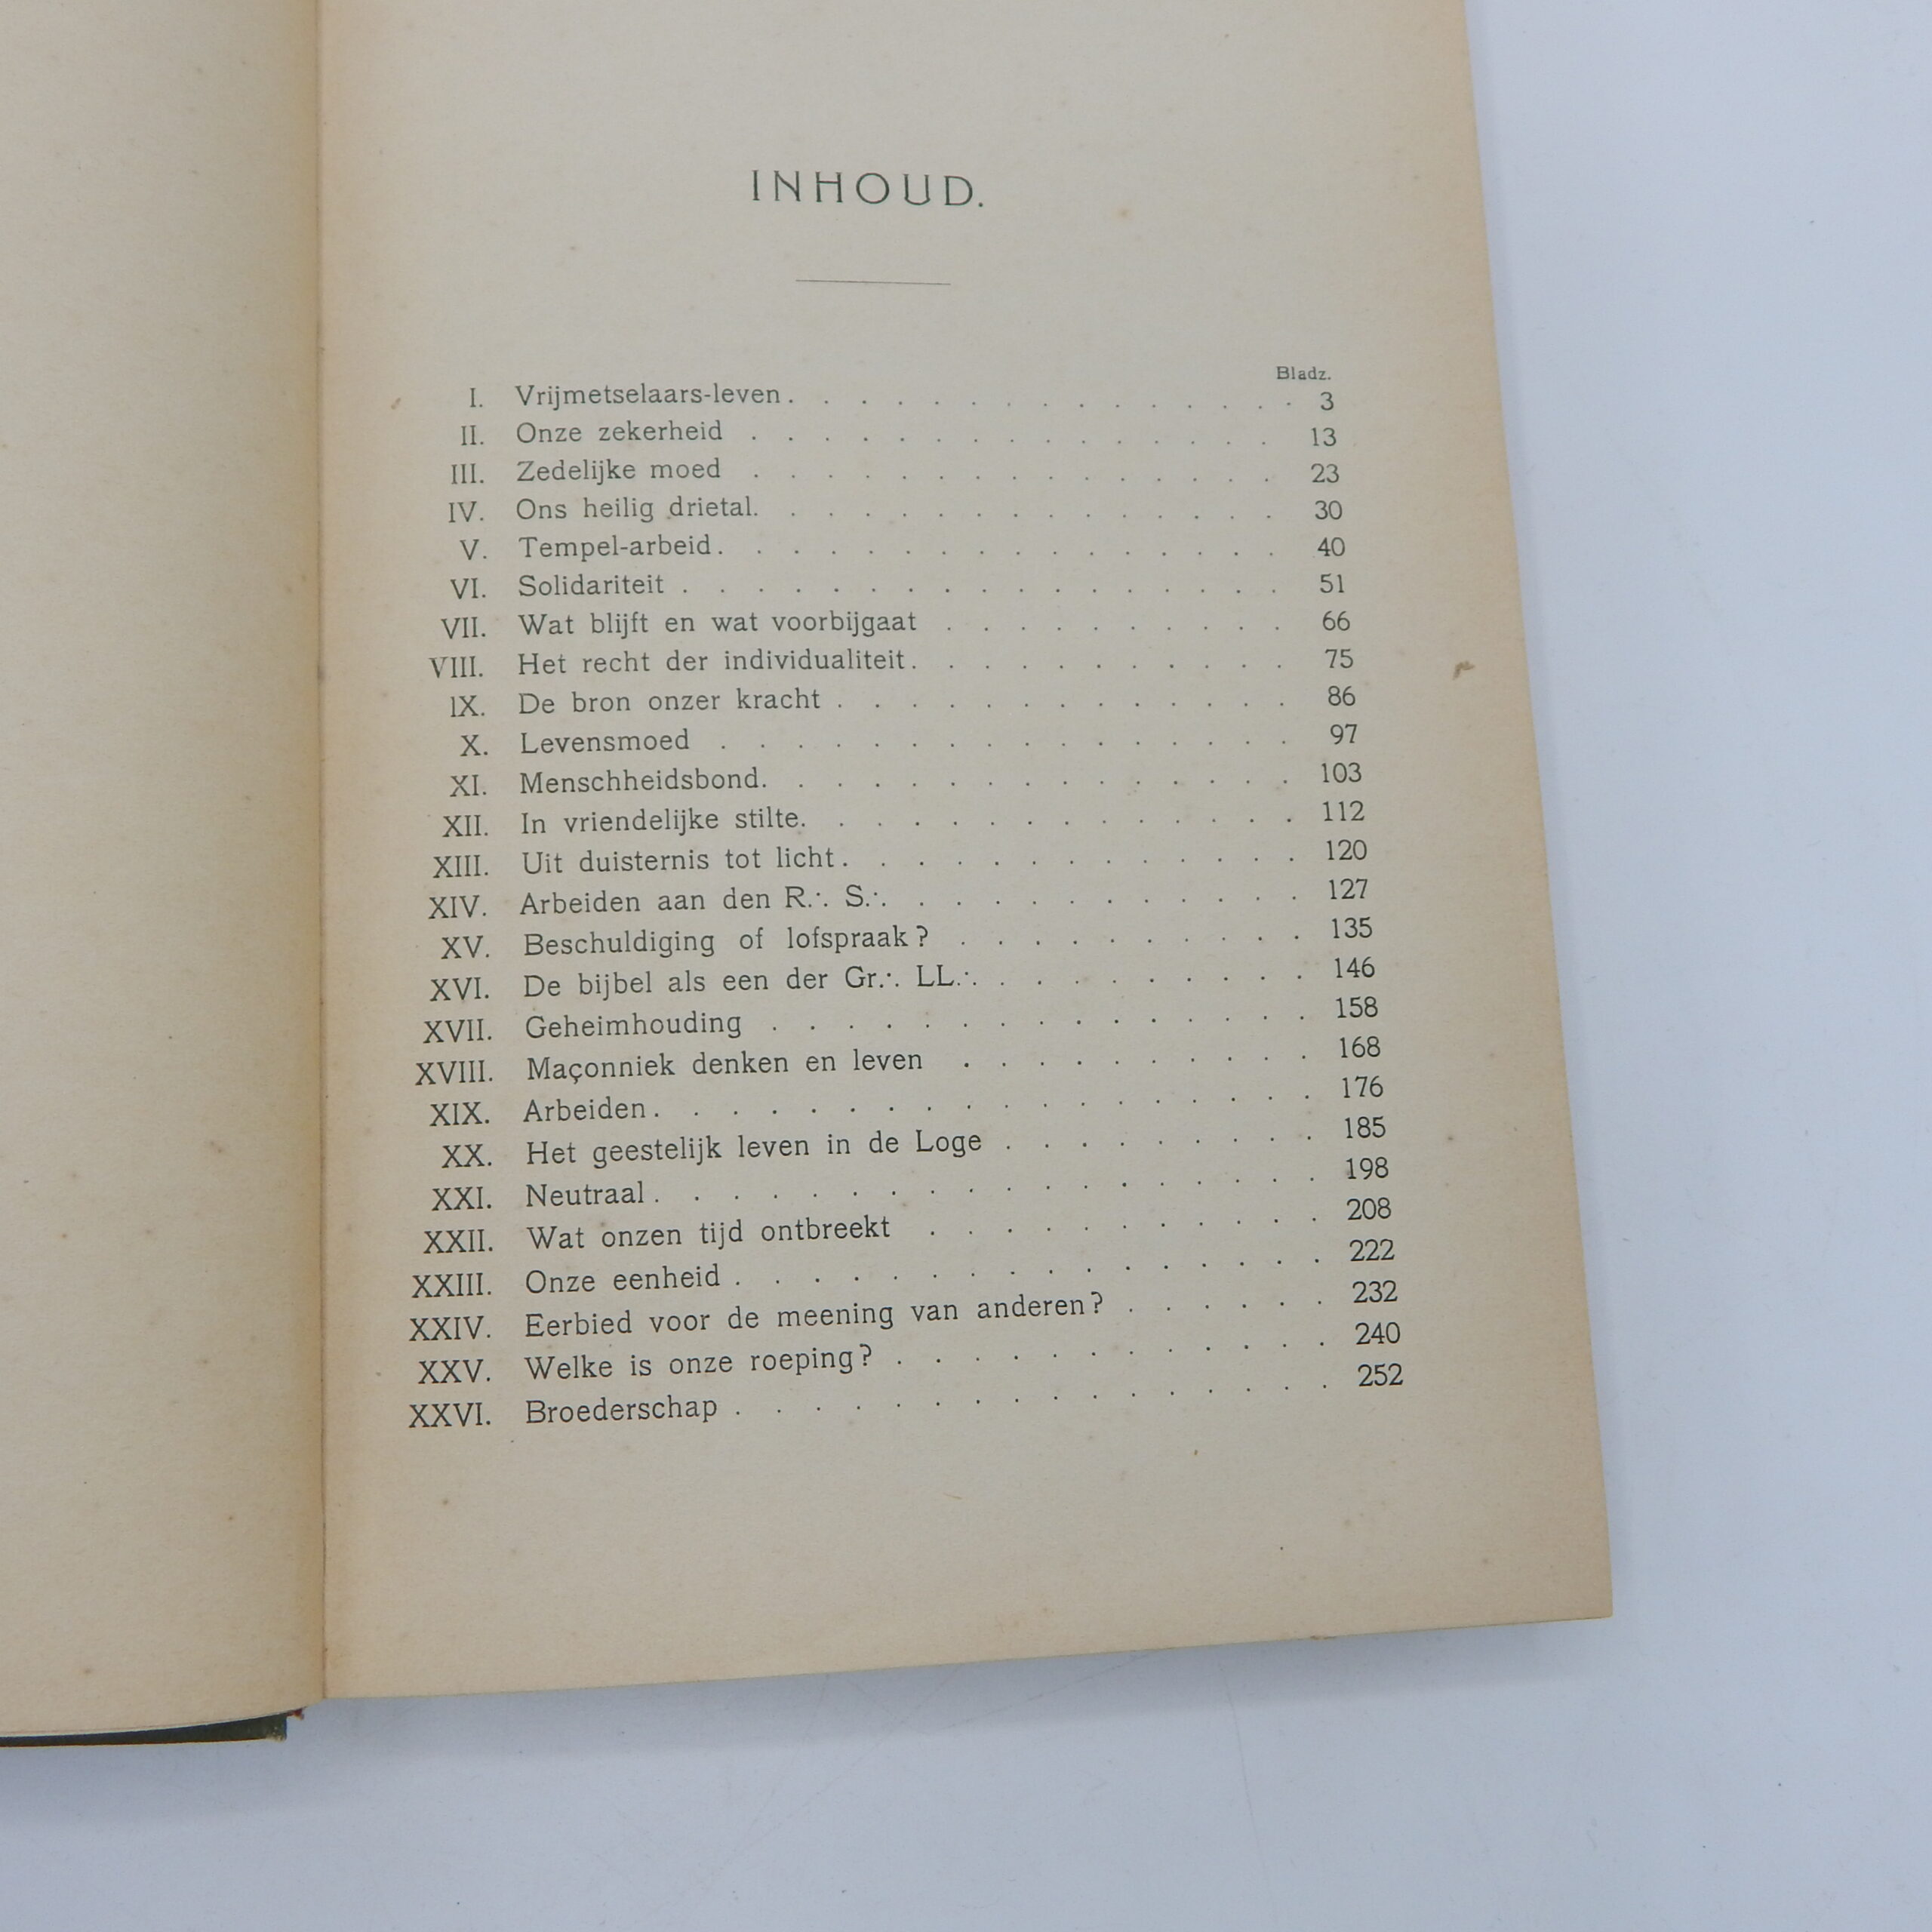 INHOUD.
Bladz.
I. Vrijmetselaars-leven. . . . . . . . . . . . . . . 3
II. Onze zekerheid . . . . . . . . . . . . . . . 13
III. Zedelijke moed . . . . . . . . . . . . . . . 23
IV. Ons heilig drietal. . . . . . . . . . . . . . . 30
V. Tempel-arbeid. . . . . . . . . . . . . . . . 40
VI. Solidariteit . . . . . . . . . . . . . . . . . 51
VII. Wat blijft en wat voorbijgaat . . . . . . . . . . 66
VIII. Het recht der individualiteit. . . . . . . . . . . 75
IX. De bron onzer kracht . . . . . . . . . . . . . 86
X. Levensmoed . . . . . . . . . . . . . . . . 97
XI. Menschheidsbond. . . . . . . . . . . . . . . 103
XII. In vriendelijke stilte. . . . . . . . . . . . . . 112
XIII. Uit duisternis tot licht. . . . . . . . . . . . . 120
XIV. Arbeiden aan den R.·. S.·. . . . . . . . . . . . 127
XV. Beschuldiging of lofspraak? . . . . . . . . . . 135
XVI. De bijbel als een der Gr.·. LL.·. . . . . . . . . . 146
XVII. Geheimhouding . . . . . . . . . . . . . . . 158
XVIII. Maçonniek denken en leven . . . . . . . . . . 168
XIX. Arbeiden. . . . . . . . . . . . . . . . . . 176
XX. Het geestelijk leven in de Loge . . . . . . . . . 185
XXI. Neutraal. . . . . . . . . . . . . . . . . . 198
XXII. Wat onzen tijd ontbreekt . . . . . . . . . . . 208
XXIII. Onze eenheid . . . . . . . . . . . . . . . . 222
XXIV. Eerbied voor de meening van anderen? . . . . . . 232
XXV. Welke is onze roeping? . . . . . . . . . . . . 240
XXVI. Broederschap . . . . . . . . . . . . . . . . 252